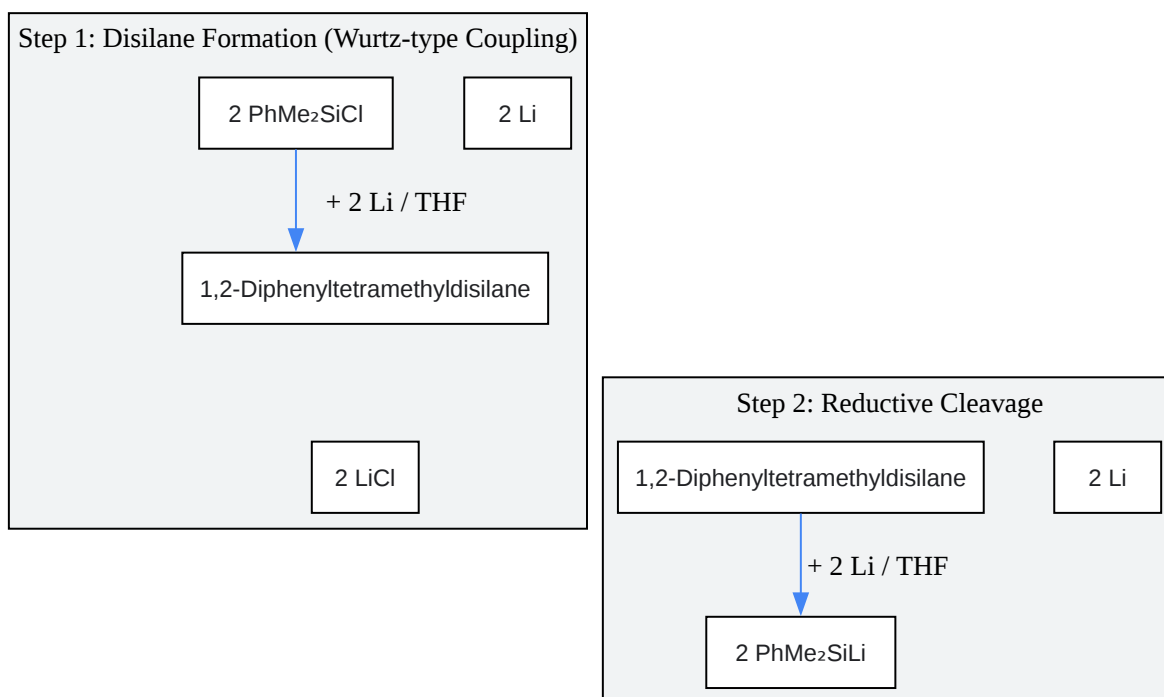 Step 1: Disilane Formation (Wurtz-type Coupling)
2 PhMe₂SiCl
2 Li
+ 2 Li / THF
1,2-Diphenyltetramethyldisilane
2 LiCl
Step 2: Reductive Cleavage
1,2-Diphenyltetramethyldisilane
2 Li
+ 2 Li / THF
2 PhMe₂SiLi